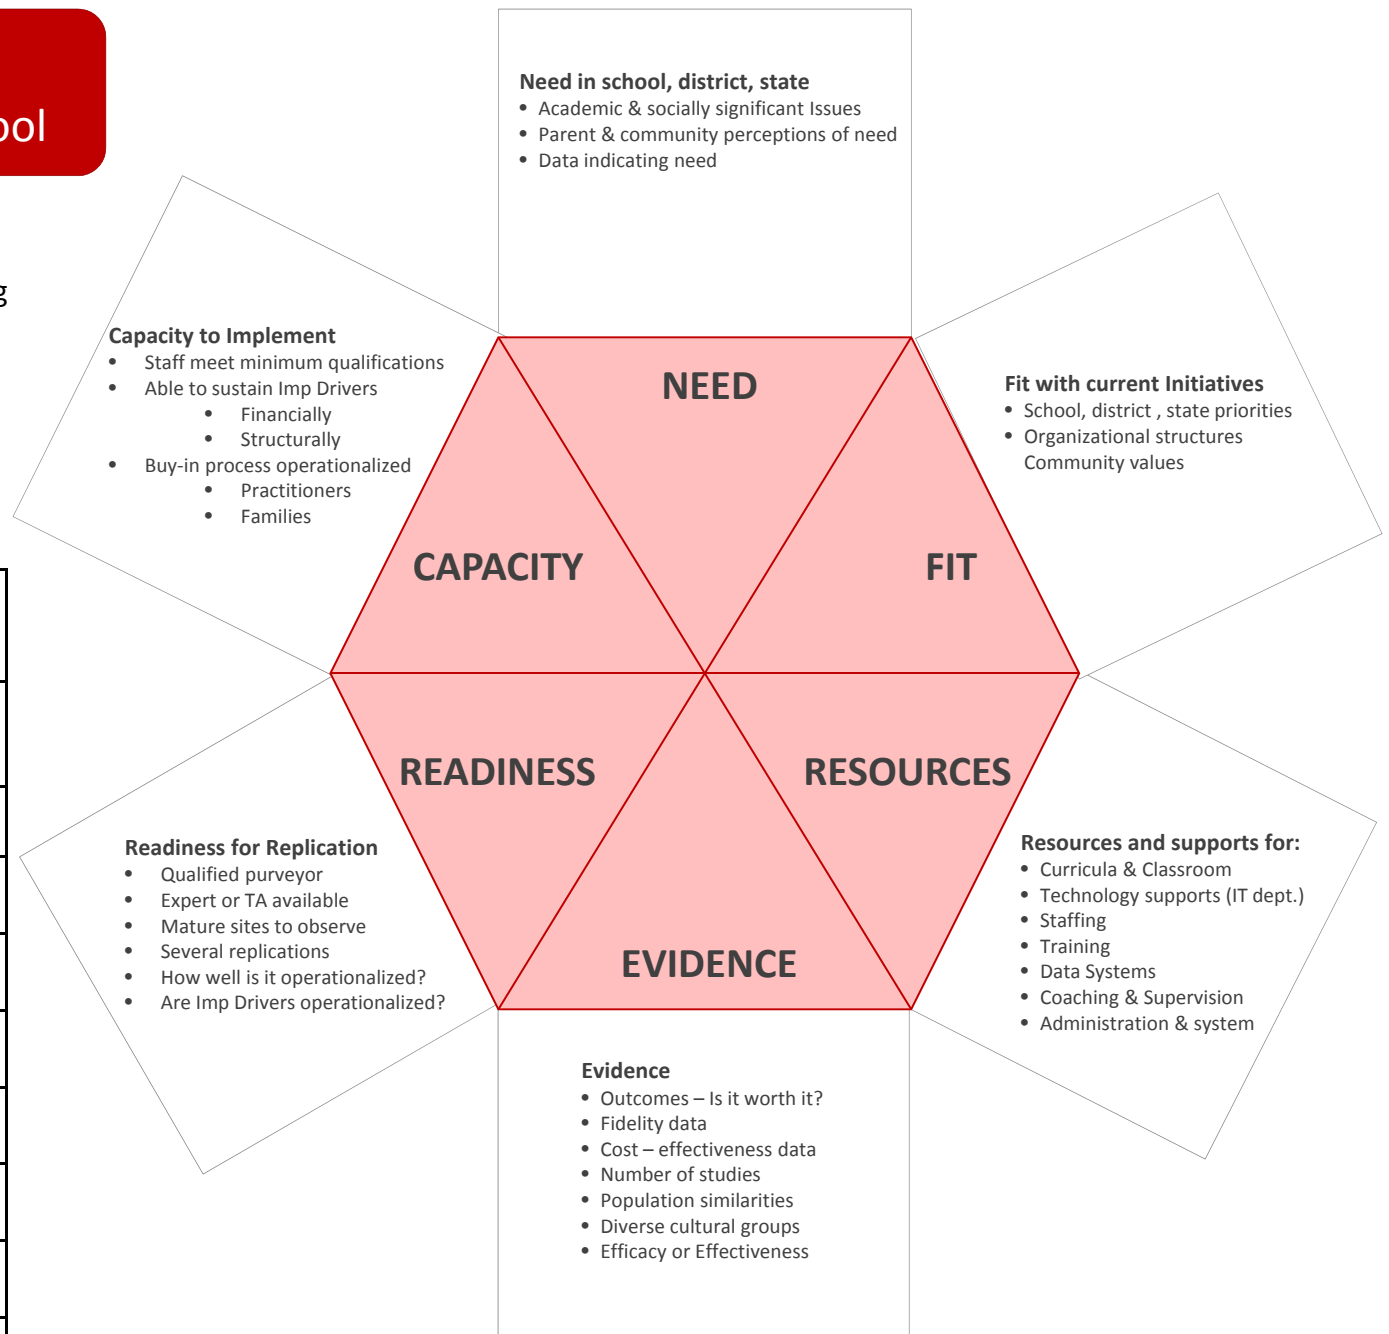 ool
g
Need in school, district, state
• Academic & socially significant Issues
• Parent & community perceptions of need
• Data indicating need
Capacity to Implement
• Staff meet minimum qualifications
• Able to sustain Imp Drivers
• Financially
• Structurally
• Buy-in process operationalized
• Practitioners
• Families
Fit with current Initiatives
• School, district , state priorities
• Organizational structures
Community values
NEED
CAPACITY
FIT
READINESS
RESOURCES
EVIDENCE
Readiness for Replication
• Qualified purveyor
• Expert or TA available
• Mature sites to observe
• Several replications
• How well is it operationalized?
• Are Imp Drivers operationalized?
Resources and supports for:
• Curricula & Classroom
• Technology supports (IT dept.)
• Staffing
• Training
• Data Systems
• Coaching & Supervision
• Administration & system
Evidence
• Outcomes – Is it worth it?
• Fidelity data
• Cost – effectiveness data
• Number of studies
• Population similarities
• Diverse cultural groups
• Efficacy or Effectiveness